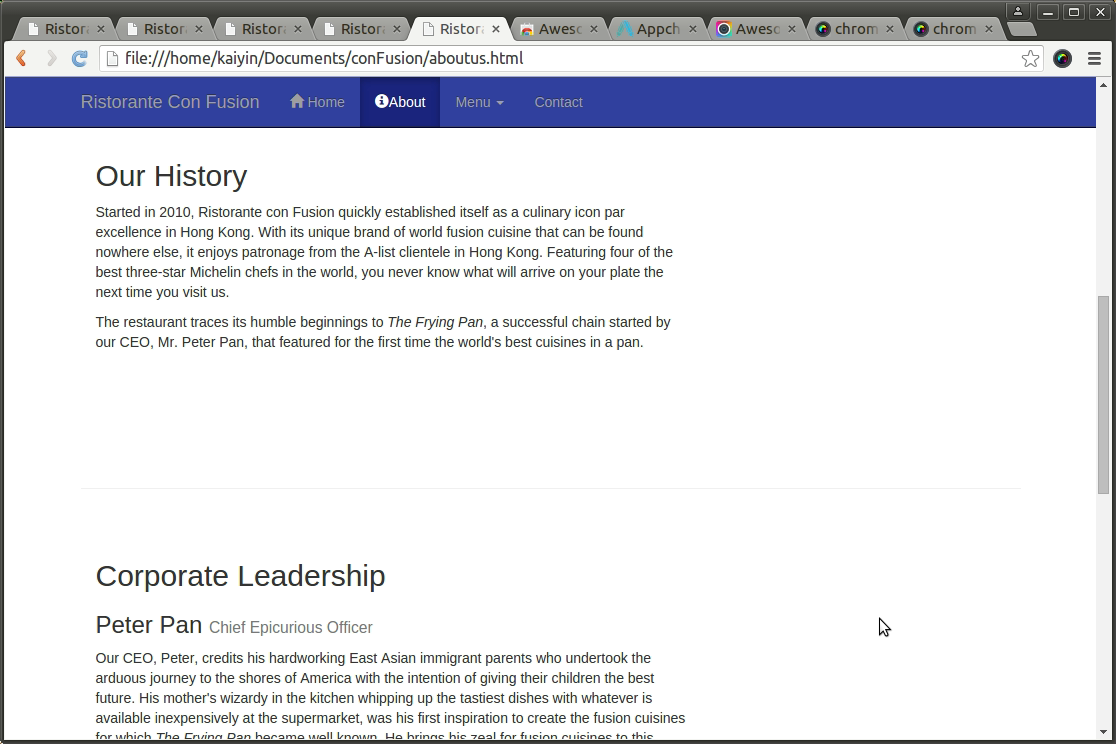 Ristor Ristor Ristor Ristora Ristor Awesc Appch Awesc chrom chrom
file:///home/kaiyin/Documents/conFusion/aboutus.html
Ristorante Con Fusion Home About Menu Contact
Our History
Started in 2010, Ristorante con Fusion quickly established itself as a culinary icon par
excellence in Hong Kong. With its unique brand of world fusion cuisine that can be found
nowhere else, it enjoys patronage from the A-list clientele in Hong Kong. Featuring four of the
best three-star Michelin chefs in the world, you never know what will arrive on your plate the
next time you visit us.
The restaurant traces its humble beginnings to The Frying Pan, a successful chain started by
our CEO, Mr. Peter Pan, that featured for the first time the world's best cuisines in a pan.
Corporate Leadership
Peter Pan Chief Epicurious Officer
Our CEO, Peter, credits his hardworking East Asian immigrant parents who undertook the
arduous journey to the shores of America with the intention of giving their children the best
future. His mother's wizardy in the kitchen whipping up the tastiest dishes with whatever is
available inexpensively at the supermarket, was his first inspiration to create the fusion cuisines
for which The Frying Pan became well known. He brings his zeal for fusion cuisines to this